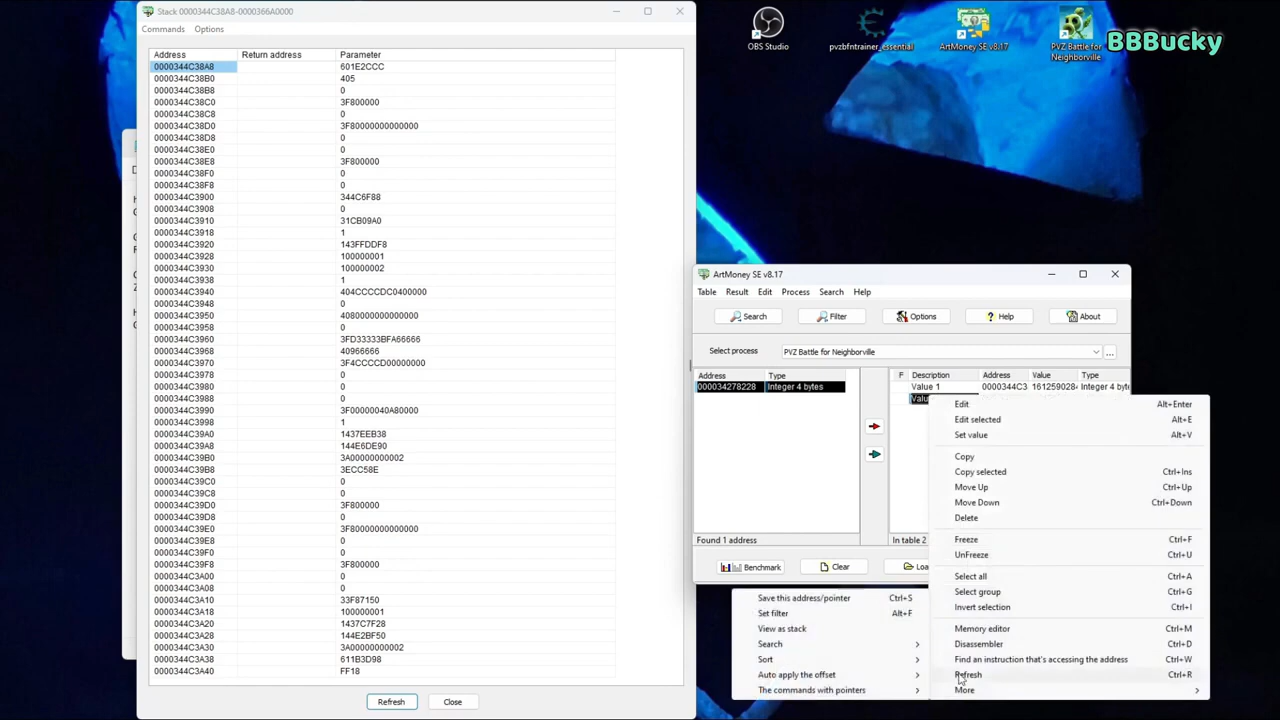 Stack 0000344C38A8-0000366A0000
Commands Options
Address Return address Parameter
0000344C38A8 601E2CCC
0000344C38B0 405
0000344C38B8 0
0000344C38C0 3F800000
0000344C38C8 0
0000344C38D0 3F80000000000000
0000344C38D8 0
0000344C38E0 0
0000344C38E8 3F800000
0000344C38F0 0
0000344C38F8 0
0000344C3900 344C6F88
0000344C3908 0
0000344C3910 31CB09A0
0000344C3918 1
0000344C3920 143FFDDF8
0000344C3928 100000001
0000344C3930 100000002
0000344C3938 1
0000344C3940 404CCCCDC0400000
0000344C3948 0
0000344C3950 4080000000000000
0000344C3958 0
0000344C3960 3FD33333BFA66666
0000344C3968 40966666
0000344C3970 3F4CCCCD00000000
0000344C3978 0
0000344C3980 0
0000344C3988 0
0000344C3990 3F00000040A80000
0000344C3998 1
0000344C39A0 1437EEB38
0000344C39A8 144E6DE90
0000344C39B0 3A0000000002
0000344C39B8 3ECC58E
0000344C39C0 0
0000344C39C8 0
0000344C39D0 3F800000
0000344C39D8 0
0000344C39E0 3F80000000000000
0000344C39E8 0
0000344C39F0 0
0000344C39F8 3F800000
0000344C3A00 0
0000344C3A08 0
0000344C3A10 33F87150
0000344C3A18 100000001
0000344C3A20 1437C7F28
0000344C3A28 144E2BF50
0000344C3A30 3A0000000002
0000344C3A38 611B3D98
0000344C3A40 FF18
Refresh Close
OBS Studio
pvzbfntrainer_essential
ArtMoney SE v8.17
PVZ Battle for
Neighborville
BBBucky
ArtMoney SE v8.17
Table Result Edit Process Search Help
Search Filter Options Help About
Select process PVZ Battle for Neighborville ...
Address Type
000034278228 Integer 4 bytes
F Description Address Value Type
Value 1 0000344C3 161259028 Integer 4 byt
Valu
Found 1 address In table 2
Benchmark Clear Loa
Edit Alt+Enter
Edit selected Alt+E
Set value Alt+V
Copy
Copy selected Ctrl+Ins
Move Up Ctrl+Up
Move Down Ctrl+Down
Delete
Freeze Ctrl+F
UnFreeze Ctrl+U
Select all Ctrl+A
Select group Ctrl+G
Invert selection Ctrl+I
Memory editor Ctrl+M
Disassembler Ctrl+D
Find an instruction that's accessing the address Ctrl+W
Refresh Ctrl+R
More
Save this address/pointer Ctrl+S
Set filter Alt+F
View as stack
Search
Sort
Auto apply the offset
The commands with pointers